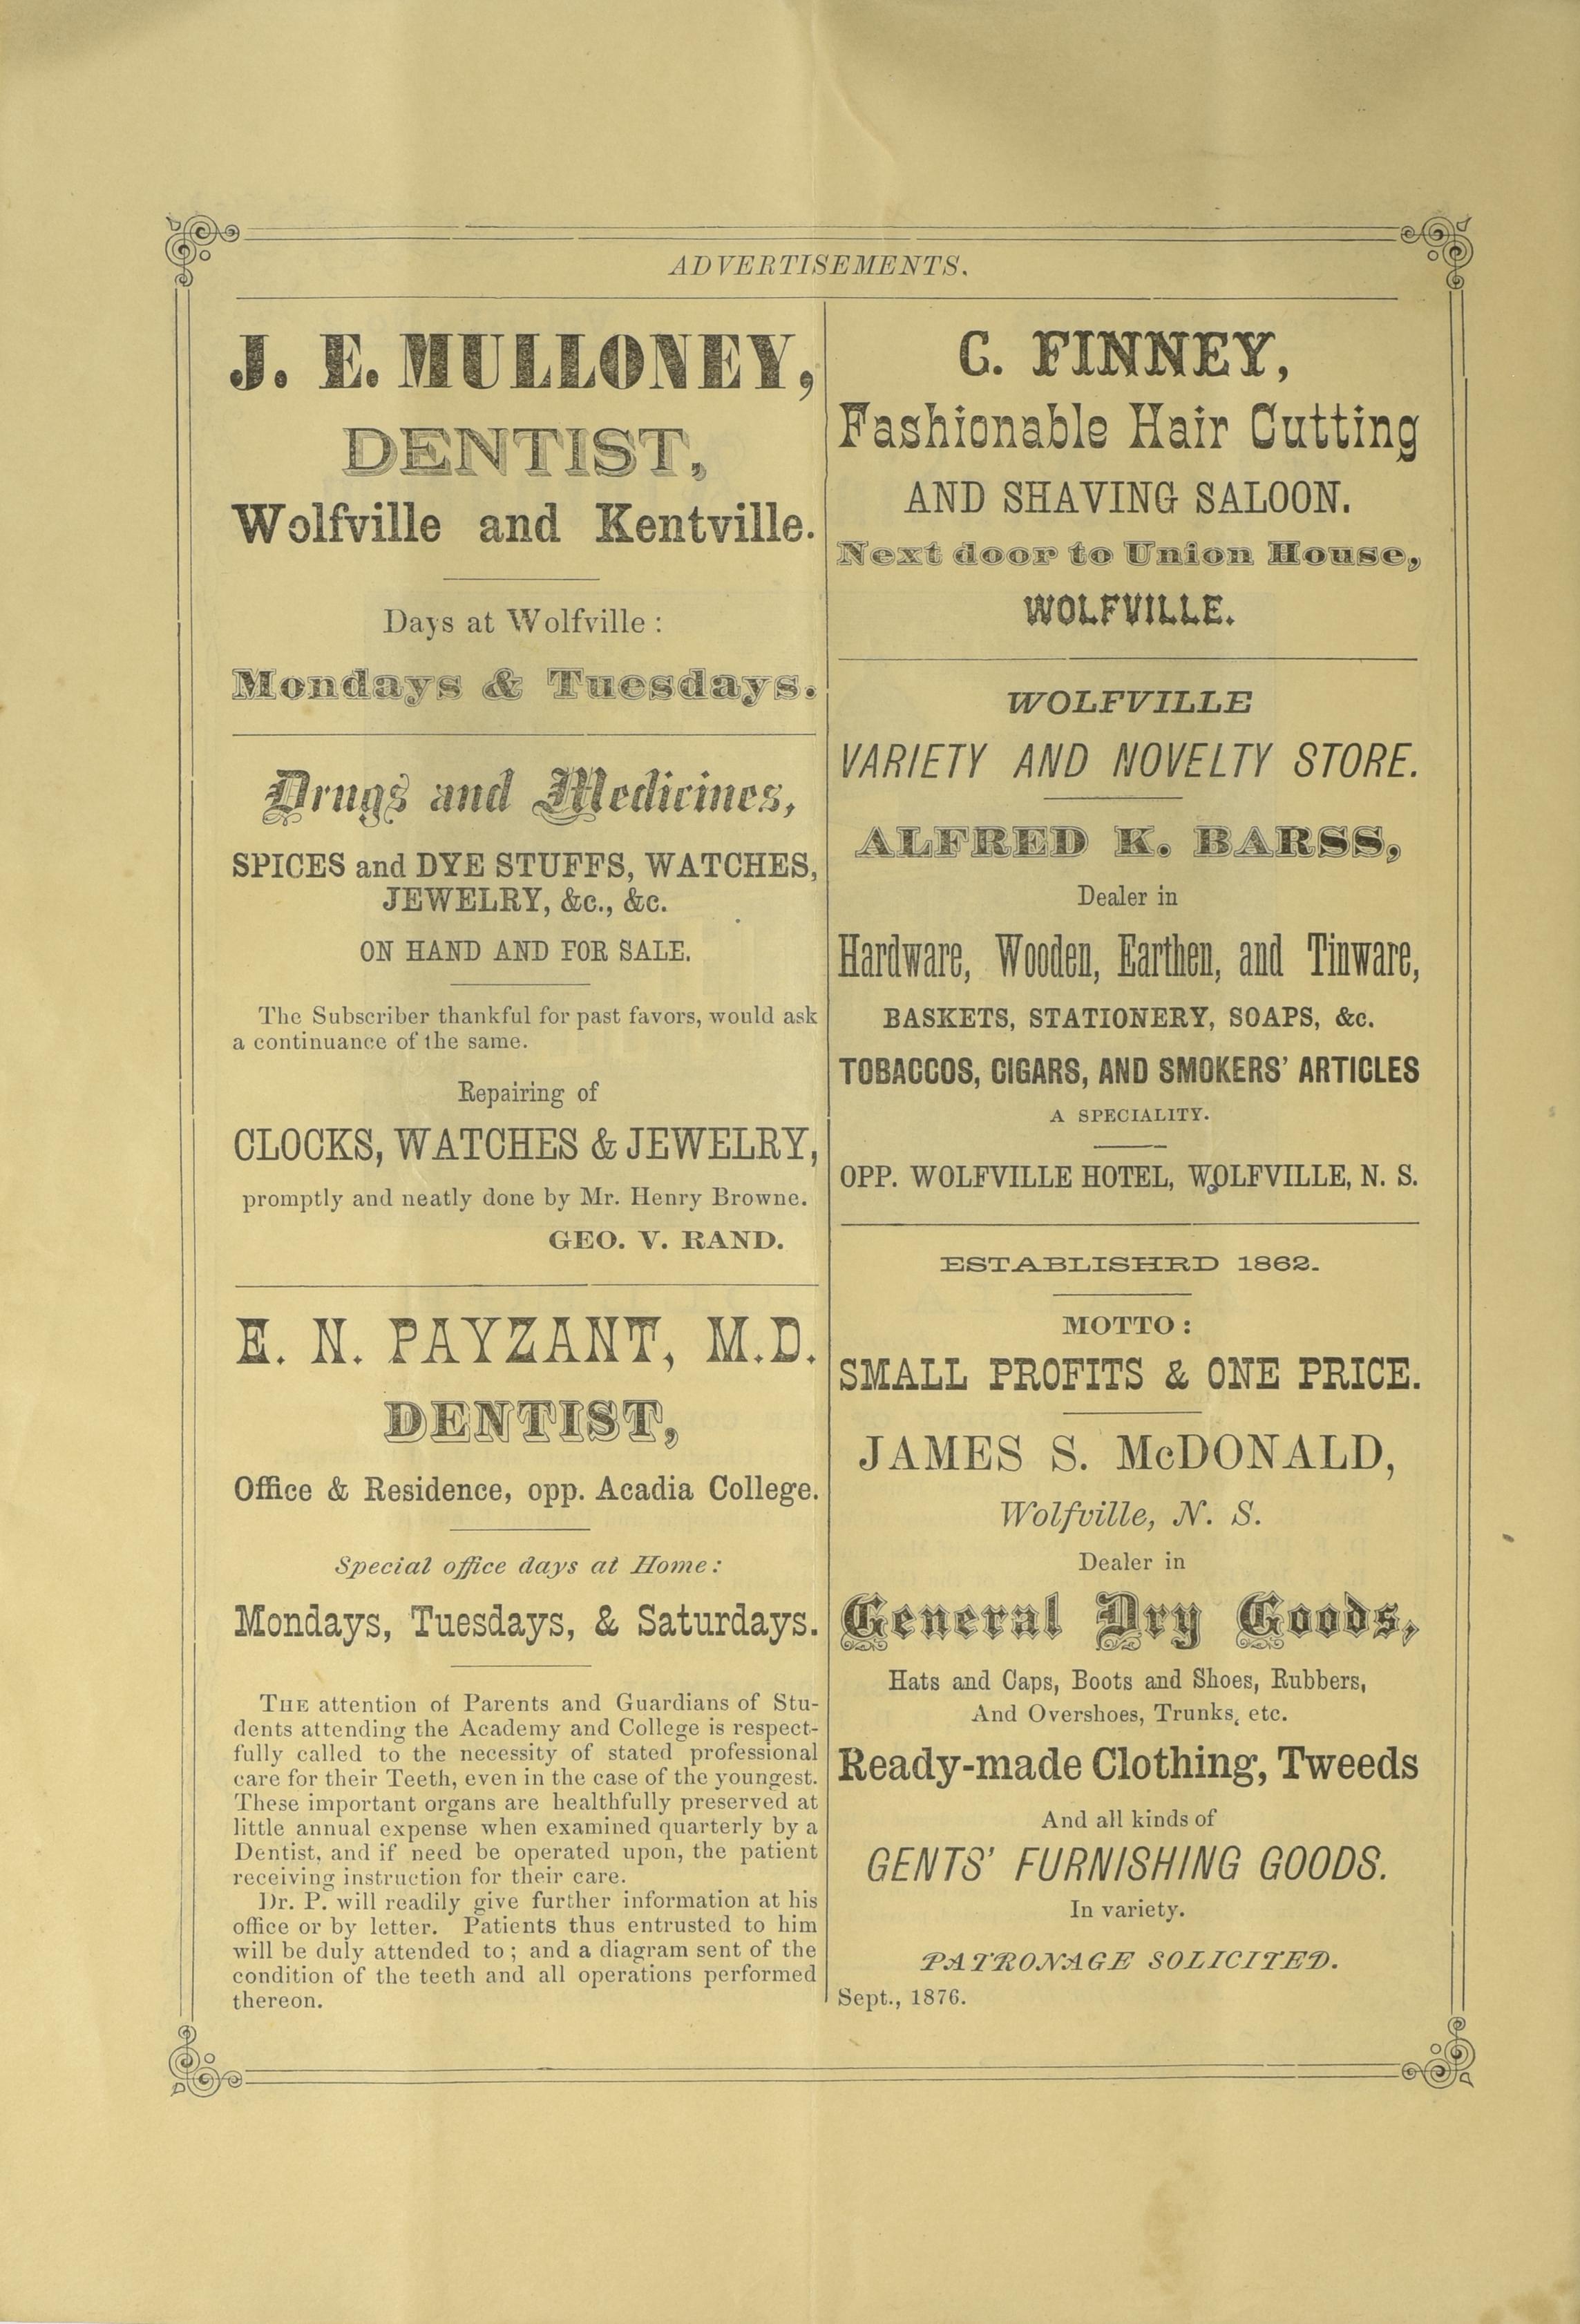 ADVERTISEMENTS.
J. E. MULLONEY,
DENTIST,
Wolfville and Kentville.
Days at Wolfville :
Mondays & Tuesdays.
Drugs and Medicines,
SPICES and DYE STUFFS, WATCHES,
JEWELRY, &c., &c.
ON HAND AND FOR SALE.
The Subscriber thankful for past favors, would ask
a continuance of the same.
Repairing of
CLOCKS, WATCHES & JEWELRY,
promptly and neatly done by Mr. Henry Browne.
GEO. V. RAND.
E. N. PAYZANT, M.D.
DENTIST,
Office & Residence, opp. Acadia College.
Special office days at Home:
Mondays, Tuesdays, & Saturdays.
THE attention of Parents and Guardians of Stu-
dents attending the Academy and College is respect-
fully called to the necessity of stated professional
care for their Teeth, even in the case of the youngest.
These important organs are healthfully preserved at
little annual expense when examined quarterly by a
Dentist, and if need be operated upon, the patient
receiving instruction for their care.
Dr. P. will readily give further information at his
office or by letter. Patients thus entrusted to him
will be duly attended to ; and a diagram sent of the
condition of the teeth and all operations performed
thereon.
C. FINNEY,
Fashionable Hair Cutting
AND SHAVING SALOON.
Next door to Union House,
WOLFVILLE.
WOLFVILLE
VARIETY AND NOVELTY STORE.
ALFRED K. BARSS,
Dealer in
Hardware, Wooden, Earthen, and Tinware,
BASKETS, STATIONERY, SOAPS, &c.
TOBACCOS, CIGARS, AND SMOKERS' ARTICLES
A SPECIALITY.
OPP. WOLFVILLE HOTEL, WOLFVILLE, N. S.
ESTABLISHRD 1862.
MOTTO :
SMALL PROFITS & ONE PRICE.
JAMES S. McDONALD,
Wolfville, N. S.
Dealer in
General Dry Goods,
Hats and Caps, Boots and Shoes, Rubbers,
And Overshoes, Trunks, etc.
Ready-made Clothing, Tweeds
And all kinds of
GENTS' FURNISHING GOODS.
In variety.
PATRONAGE SOLICITED.
Sept., 1876.